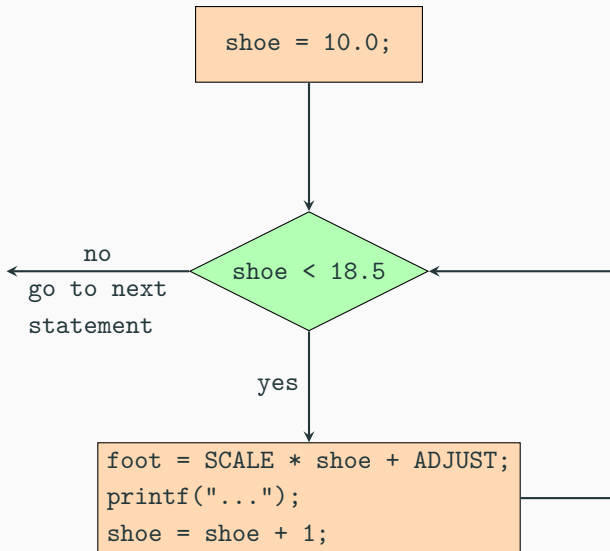 shoe = 10.0;
shoe < 18.5
no
go to next
statement
yes
foot = SCALE * shoe + ADJUST;
printf("...");
shoe = shoe + 1;